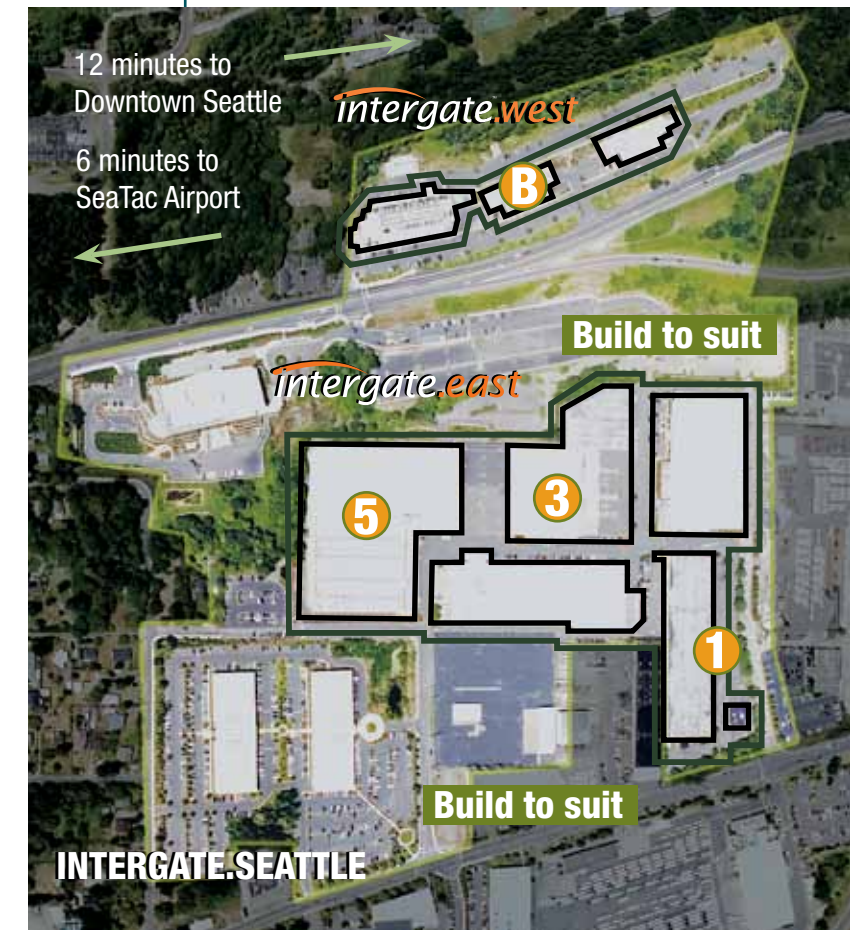 12 minutes to
Downtown Seattle
6 minutes to
SeaTac Airport
intergate.west
B
Build to suit
intergate.east
3
5
1
Build to suit
INTERGATE.SEATTLE